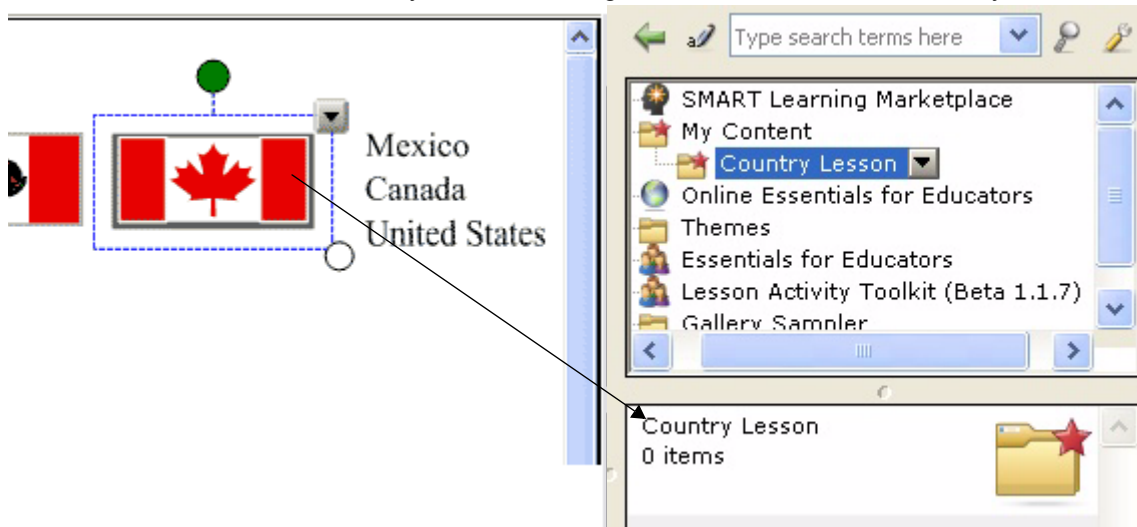 Mexico
Canada
United States
Type search terms here
SMART Learning Marketplace
My Content
Country Lesson
Online Essentials for Educators
Themes
Essentials for Educators
Lesson Activity Toolkit (Beta 1.1.7)
Gallery Sampler
Country Lesson
0 items